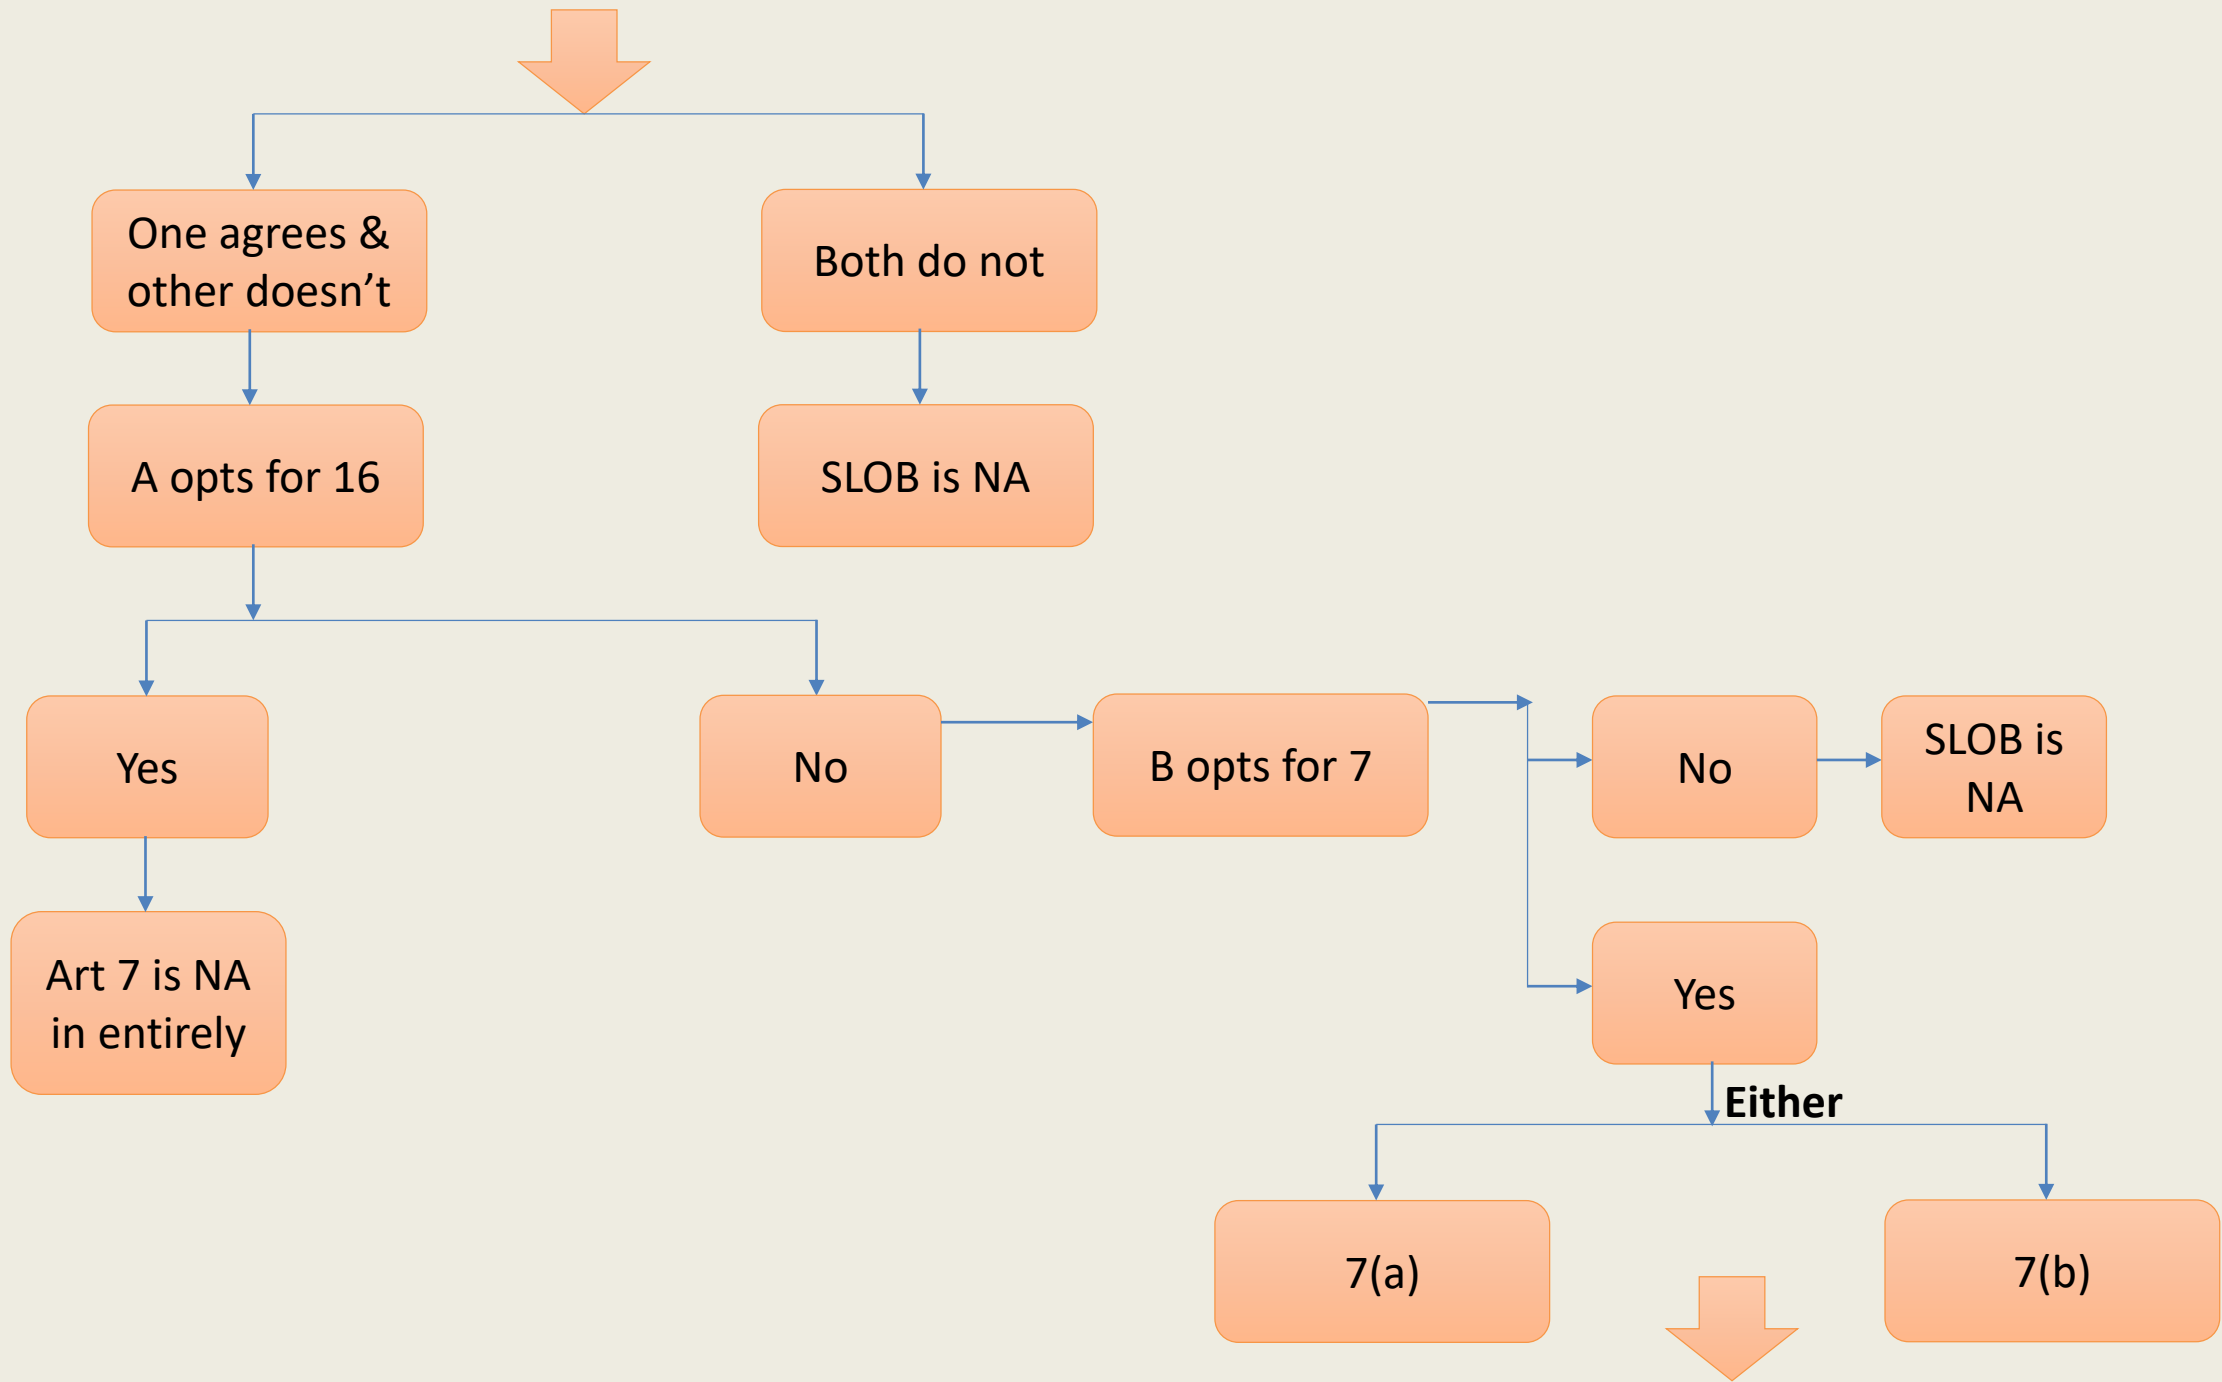 One agrees &
other doesn’t
Both do not
A opts for 16
SLOB is NA
Yes
No
B opts for 7
No
SLOB is
NA
Art 7 is NA
in entirely
Yes
Either
7(a)
7(b)